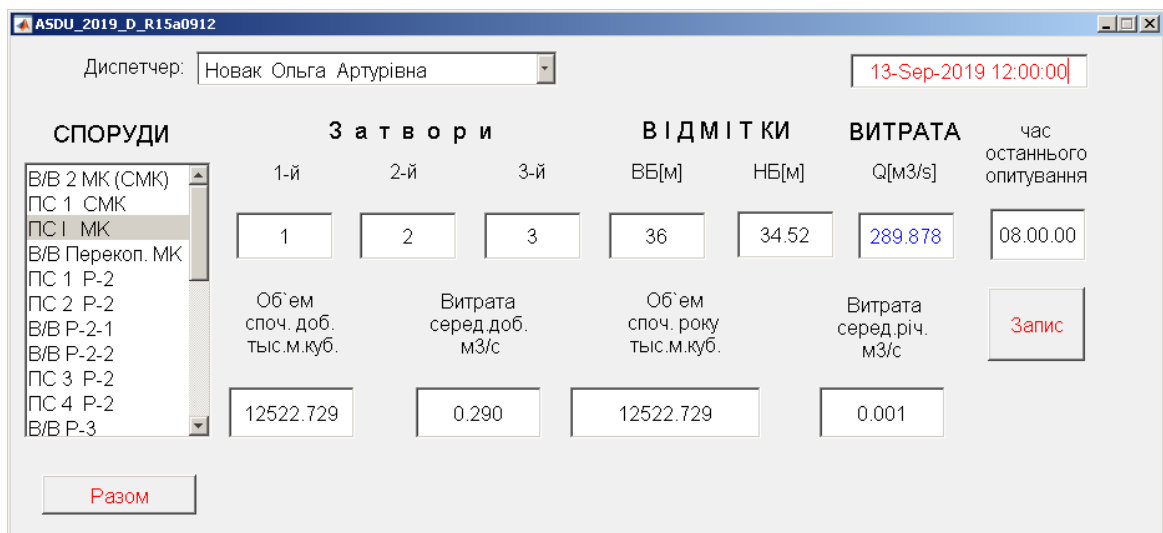 ASDU_2019_D_R15a0912
Диспетчер: Новак Ольга Артурівна
13-Sep-2019 12:00:00
СПОРУДИ
В/В 2 МК (СМК)
ПС 1 СМК
ПС І МК
В/В Перекоп. МК
ПС 1 Р-2
ПС 2 Р-2
В/В Р-2-1
В/В Р-2-2
ПС 3 Р-2
ПС 4 Р-2
В/В Р-3
З а т в о р и
1-й 2-й 3-й
1 2 3
В І Д М І Т КИ
ВБ[м] НБ[м]
36 34.52
ВИТРАТА
Q[м3/s]
289.878
час
останнього
опитування
08.00.00
Об`ем
споч. доб.
тыс.м.куб.
12522.729
Витрата
серед.доб.
м3/с
0.290
Об`ем
споч. року
тыс.м.куб.
12522.729
Витрата
серед.річ.
м3/с
0.001
Запис
Разом